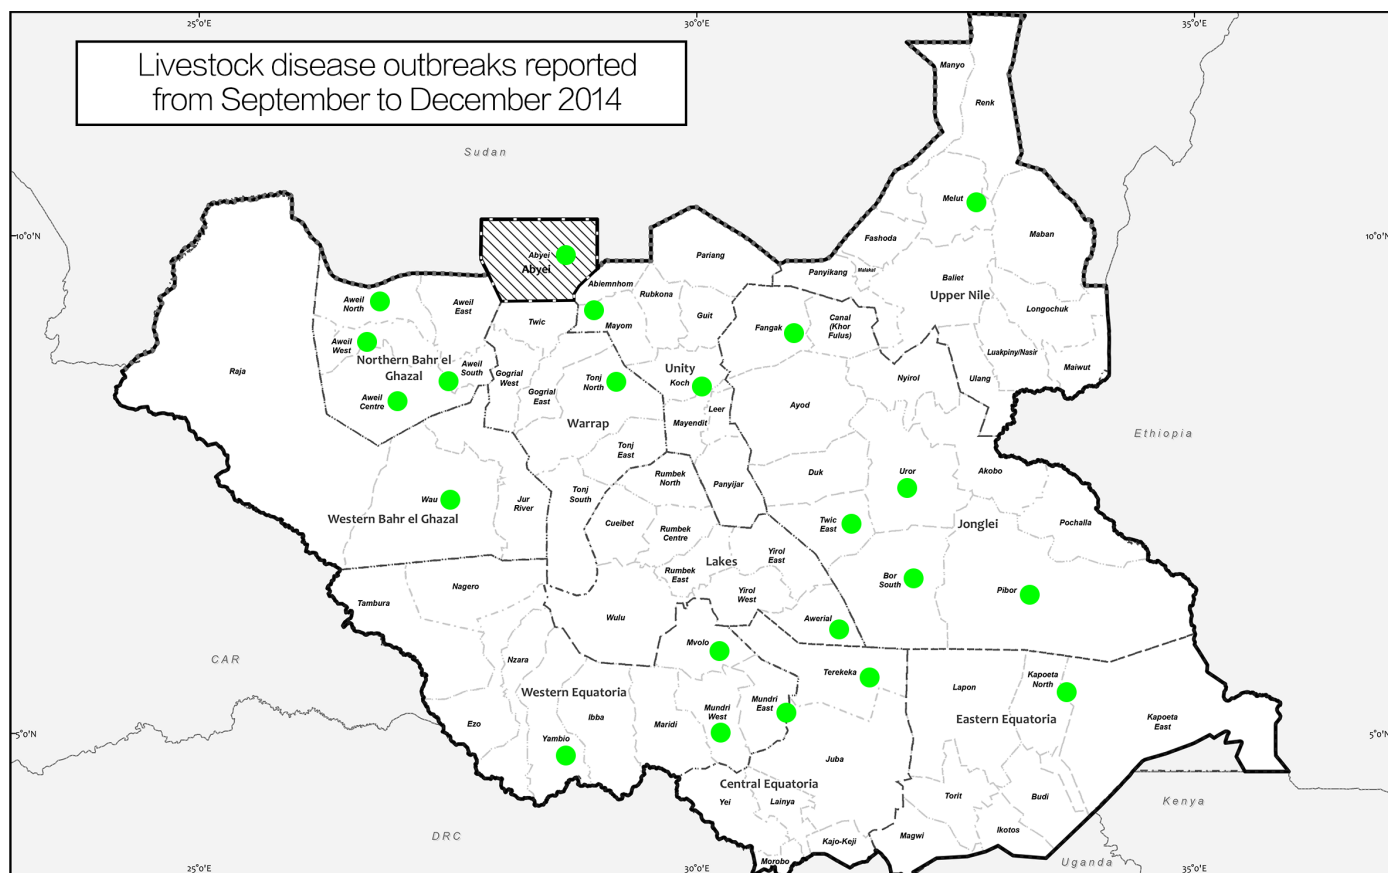 25°0'E
30°0'E
35°0'E
Livestock disease outbreaks reported
from September to December 2014
Sudan
Manyo
Renk
Melut
10°0'N
10°0'N
Fashoda
Maban
Abyei
Abyei
Pariang
Panyikang
Malakal
Baliet
Upper Nile
Abiemnhom
Rubkona
Aweil
North
Aweil
East
Twic
Mayom
Guit
Fangak
Canal
(Khor
Fulus)
Longochuk
Aweil
West
Northern Bahr el
Ghazal
Aweil
South
Raja
Gogrial
West
Gogrial
East
Tonj
North
Unity
Koch
Nyirol
Ulang
Luakpiny/Nasir
Maiwut
Aweil
Centre
Warrap
Mayendit
Leer
Ayod
Ethiopia
Tonj
East
Rumbek
North
Panyijar
Duk
Uror
Akobo
Wau
Western Bahr el Ghazal
Jur
River
Tonj
South
Cueibet
Rumbek
Centre
Twic
East
Jonglei
Pochalla
Lakes
Yirol
East
Rumbek
East
Yirol
West
Bor
South
Pibor
Nagero
Tambura
Wulu
Awerial
Mvolo
CAR
Nzara
Terekeka
Kapoeta
North
Lapon
Western Equatoria
Mundri
East
Mundri
West
Ibba
Maridi
Eastern Equatoria
Kapoeta
East
Ezo
Yambio
5°0'N
5°0'N
Juba
Central Equatoria
Yei
Lainya
Torit
Budi
Kenya
DRC
Kajo-Keji
Magwi
Ikotos
Morobo
Uganda
25°0'E
30°0'E
35°0'E